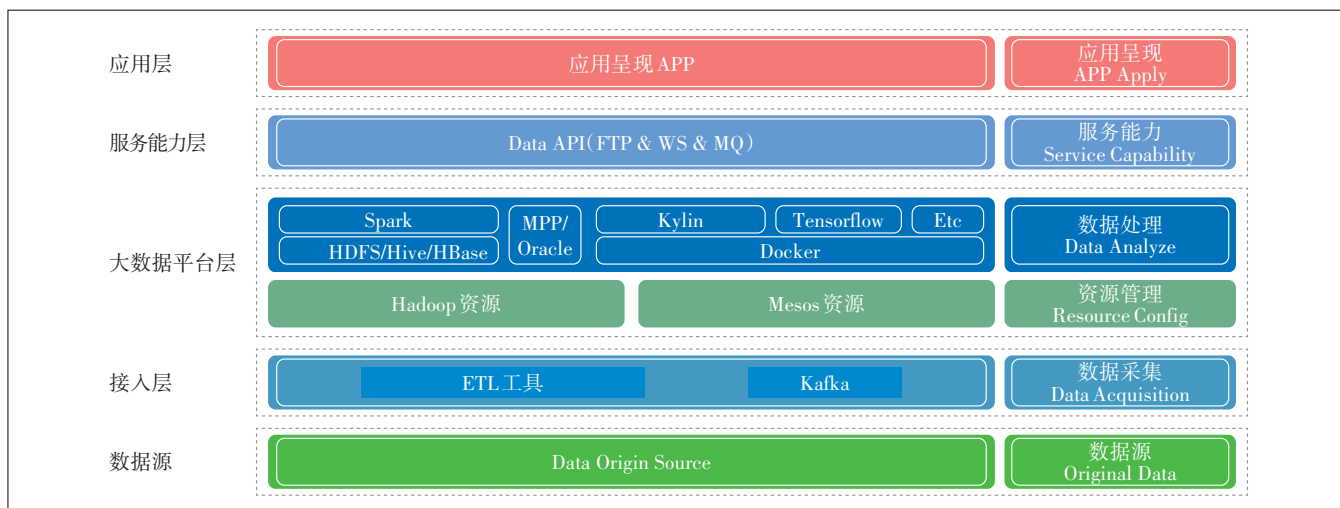 应用层
应用呈现APP
应用呈现
APP Apply
服务能力层
Data API(FTP & WS & MQ)
服务能力
Service Capability
大数据平台层
Spark
HDFS/Hive/HBase
MPP/
Oracle
Kylin
Tensorflow
Etc
Docker
数据处理
Data Analyze
Hadoop资源
Mesos资源
资源管理
Resource Config
接入层
ETL工具
Kafka
数据采集
Data Acquisition
数据源
Data Origin Source
数据源
Original Data